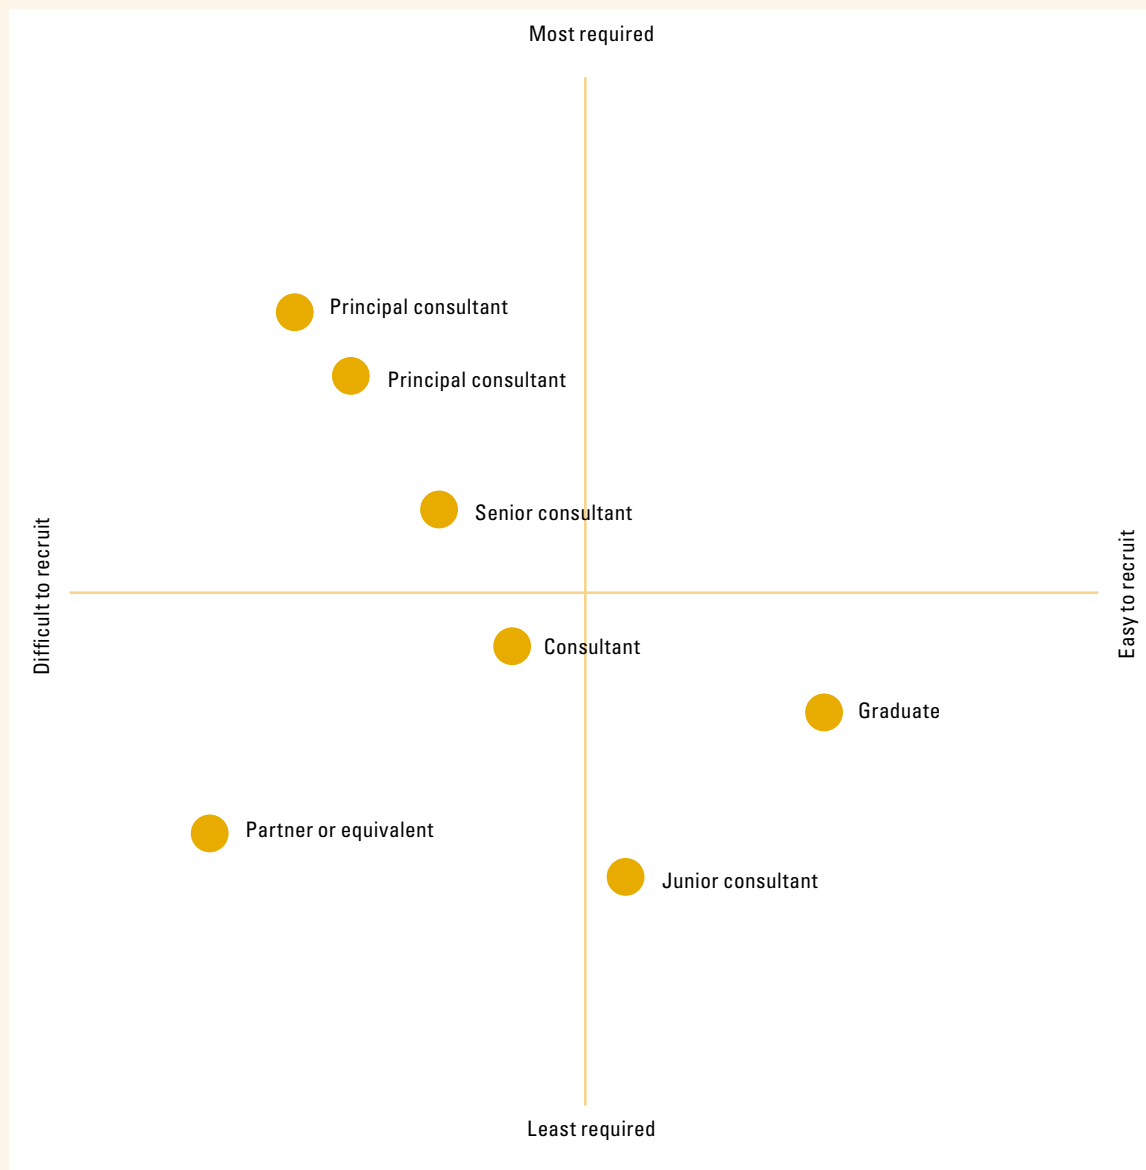 Most required
Principal consultant
Principal consultant
Senior consultant
Difficult to recruit
Easy to recruit
Consultant
Graduate
Partner or equivalent
Junior consultant
Least required